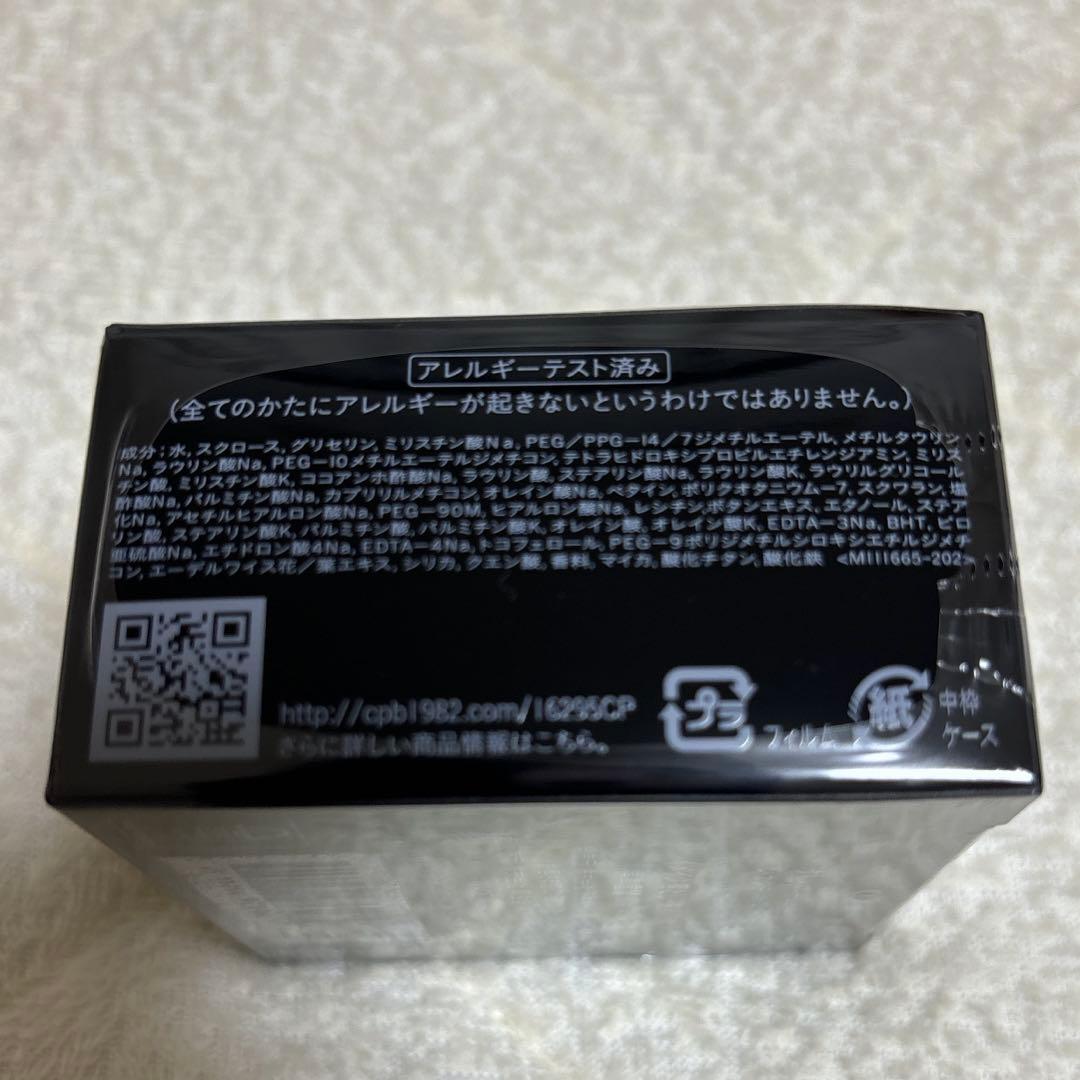 アレルギーテスト済み
(全てのかたにアレルギーが起きないというわけではありません。)
成分:水, スクロース, グリセリン, ミリスチン酸Na, PEG/PPG-14/7ジメチルエーテル, メチルタウリン
Na, ラウリン酸Na, PEG-10メチルエーテルジメチコン, テトラヒドロキシプロピルエチレンジアミン, ミリス
チン酸, ミリスチン酸K, ココアンホ酢酸Na, ラウリン酸, ステアリン酸Na, ラウリン酸K, ラウリルグリコール
酢酸Na, パルミチン酸Na, カプリリルメチコン, オレイン酸Na, ベタイン, ポリクオタニウム-7, スクワラン, 塩
化Na, アセチルヒアルロン酸Na, PEG-90M, ヒアルロン酸Na, レシチン, ボタンエキス, エタノール, ステア
リン酸, ステアリン酸K, パルミチン酸, パルミチン酸K, オレイン酸, オレイン酸K, EDTA-3Na, BHT, ピロ
亜硫酸Na, エチドロン酸4Na, EDTA-4Na, トコフェロール, PEG-9ポリジメチルシロキシエチルジメチ
コン, エーデルワイス花/葉エキス, シリカ, クエン酸, 香料, マイカ, 酸化チタン, 酸化鉄 <M111665-202
http://cpb1982.com/16295CP
さらに詳しい商品情報はこちら。
プラ
フィルム
紙
中枠
ケース